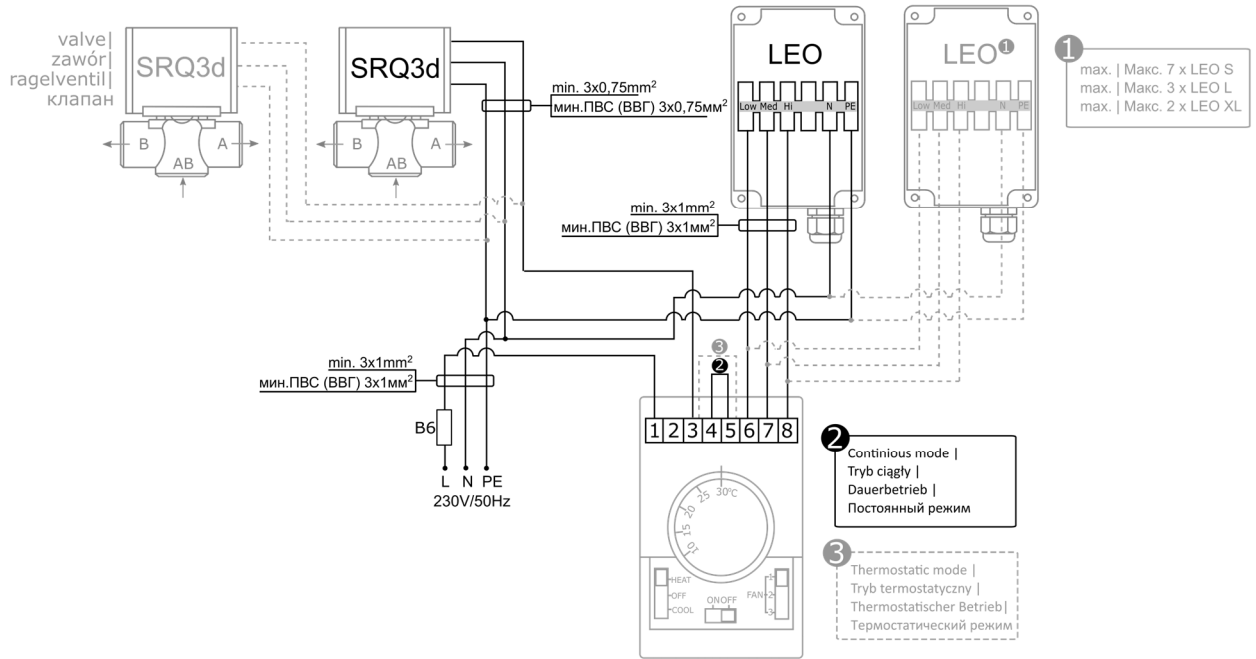 valve|
zawór|
ragelventil|
клапан
SRQ3d
B
A
AB
SRQ3d
B
A
AB
min. 3x0,75mm²
мин.ПВС (ВВГ) 3x0,75мм²
LEO
Low Med Hi N PE
LEO❶
Low Med Hi N PE
1
max. | Макс. 7 x LEO S
max. | Макс. 3 x LEO L
max. | Макс. 2 x LEO XL
min. 3x1mm²
мин.ПВС (ВВГ) 3x1мм²
min. 3x1mm²
мин.ПВС (ВВГ) 3x1мм²
B6
L N PE
230V/50Hz
3
2
1 2 3 4 5 6 7 8
10 15 20 25 30°C
HEAT
OFF
COOL
ON OFF
FAN
1
2
3
2
Continious mode |
Tryb ciągły |
Dauerbetrieb |
Постоянный режим
3
Thermostatic mode |
Tryb termostatyczny |
Thermostatischer Betrieb|
Термостатический режим